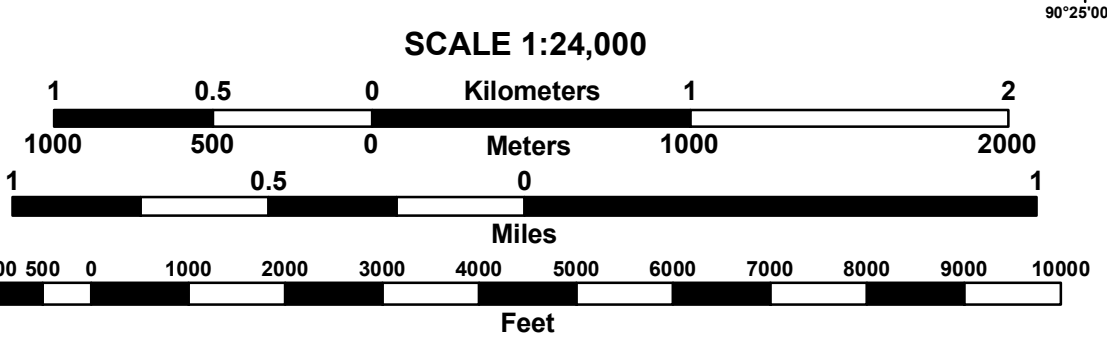 90°25'00
SCALE 1:24,000
1 0.5 0 Kilometers 1 2
1000 500 0 Meters 1000 2000
1 0.5 0 1
Miles
500 0 1000 2000 3000 4000 5000 6000 7000 8000 9000 10000
Feet